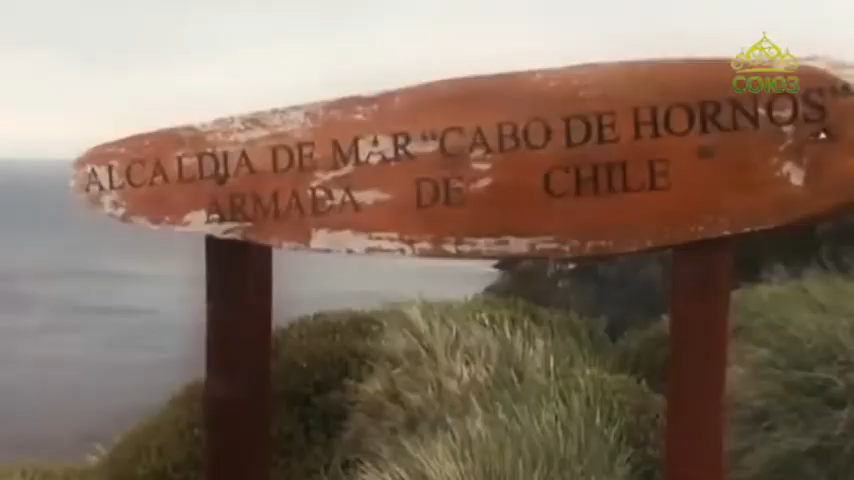 СОЮЗ
ALCALDIA DE MAR "CABO DE HORNOS"
ARMADA DE CHILE